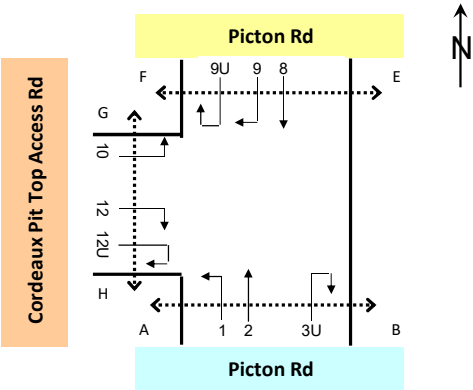 Picton Rd
N
F
9U 9 8
E
G
10
Cordeaux Pit Top Access Rd
12
12U
H
A
1 2 3U
B
Picton Rd